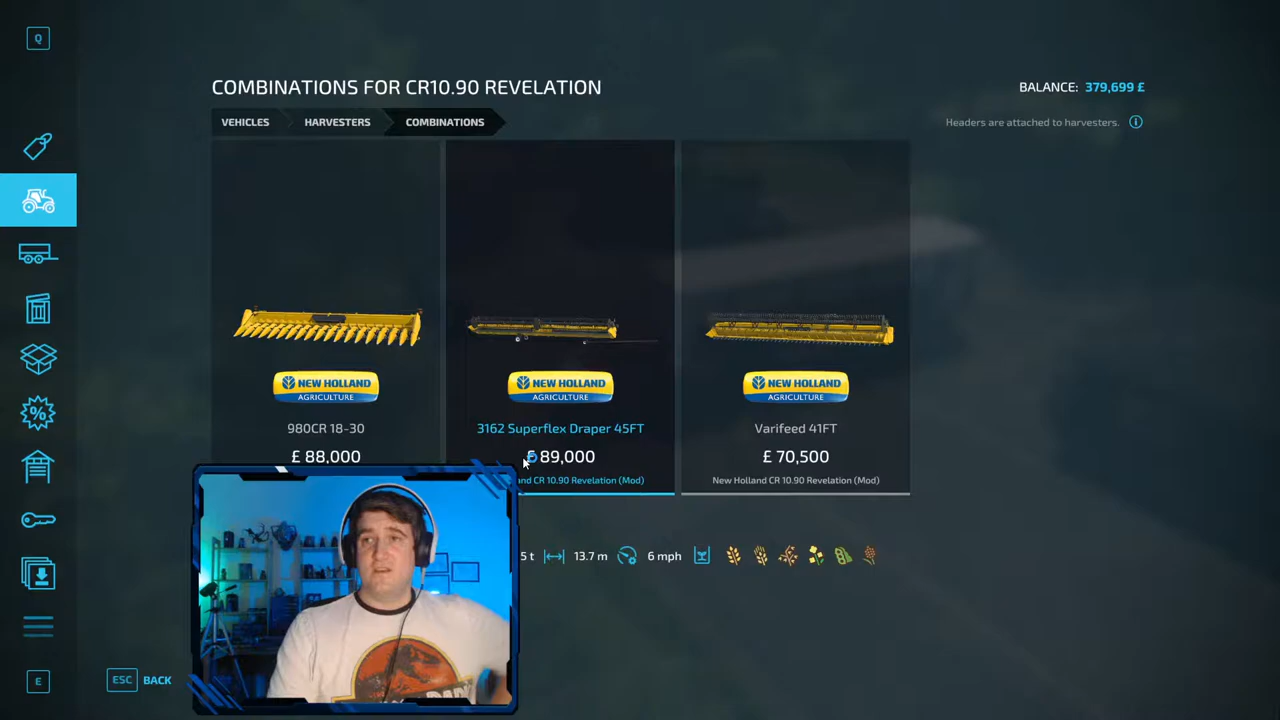 Q
COMBINATIONS FOR CR10.90 REVELATION
BALANCE: 379,699 £
VEHICLES HARVESTERS COMBINATIONS
Headers are attached to harvesters. i
NEW HOLLAND
AGRICULTURE
980CR 18-30
£ 88,000
NEW HOLLAND
AGRICULTURE
3162 Superflex Draper 45FT
£ 89,000
CR 10.90 Revelation (Mod)
NEW HOLLAND
AGRICULTURE
Varifeed 41FT
£ 70,500
New Holland CR 10.90 Revelation (Mod)
5 t 13.7 m 6 mph
%
E
ESC BACK